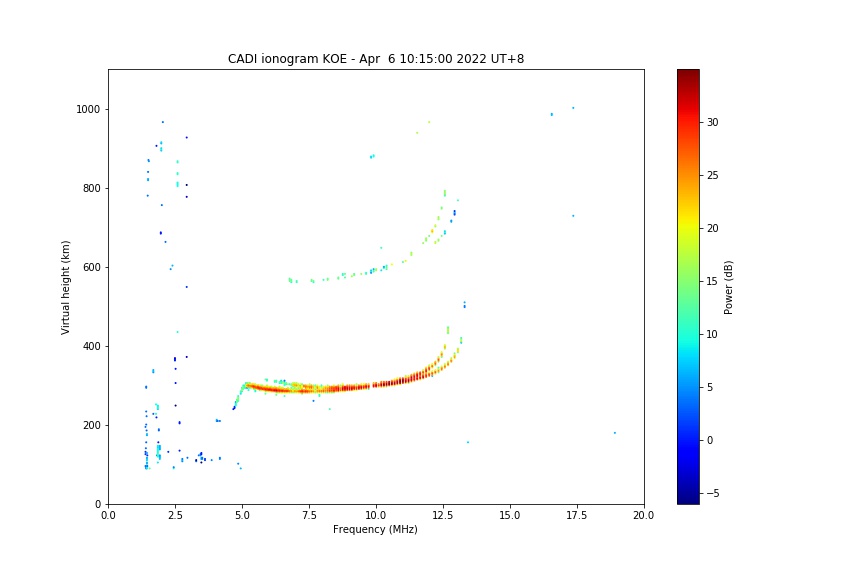 CADI ionogram KOE - Apr  6 10:15:00 2022 UT+8
1000
800
600
400
200
0
Virtual height (km)
0.0 2.5 5.0 7.5 10.0 12.5 15.0 17.5 20.0
Frequency (MHz)
30
25
20
15
10
5
0
−5
Power (dB)